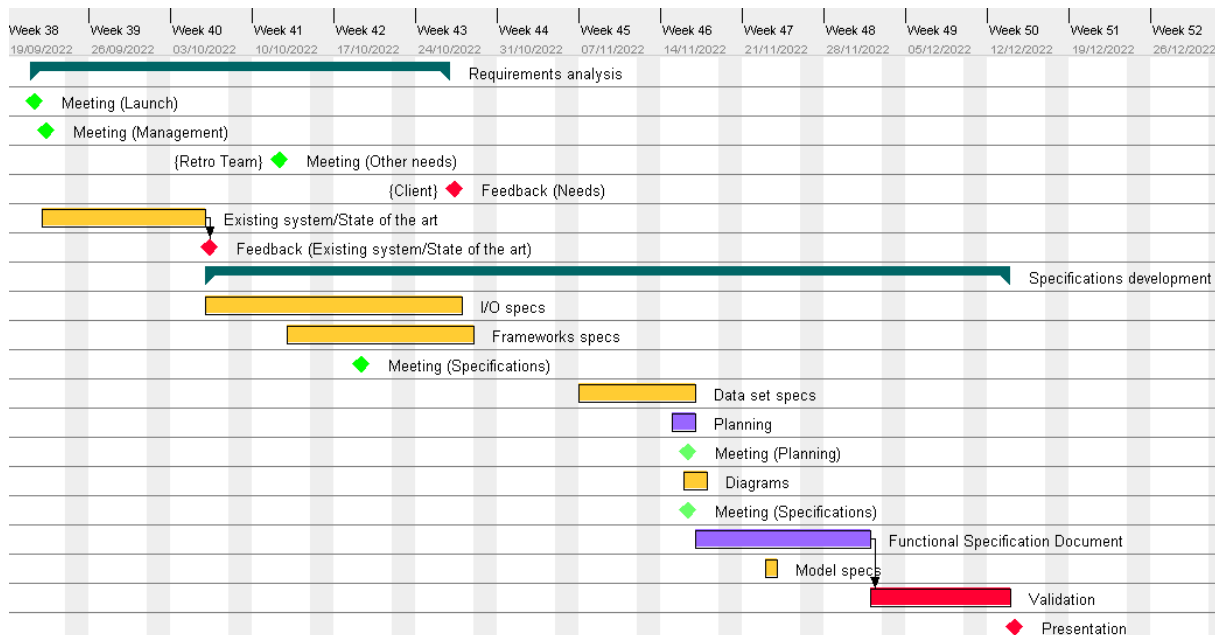 Week 38 Week 39 Week 40 Week 41 Week 42 Week 43 Week 44 Week 45 Week 46 Week 47 Week 48 Week 49 Week 50 Week 51 Week 52
19/09/2022 26/09/2022 03/10/2022 10/10/2022 17/10/2022 24/10/2022 31/10/2022 07/11/2022 14/11/2022 21/11/2022 28/11/2022 05/12/2022 12/12/2022 19/12/2022 26/12/2022
Requirements analysis
Meeting (Launch)
Meeting (Management)
{Retro Team} Meeting (Other needs)
{Client} Feedback (Needs)
Existing system/State of the art
Feedback (Existing system/State of the art)
Specifications development
I/O specs
Frameworks specs
Meeting (Specifications)
Data set specs
Planning
Meeting (Planning)
Diagrams
Meeting (Specifications)
Functional Specification Document
Model specs
Validation
Presentation